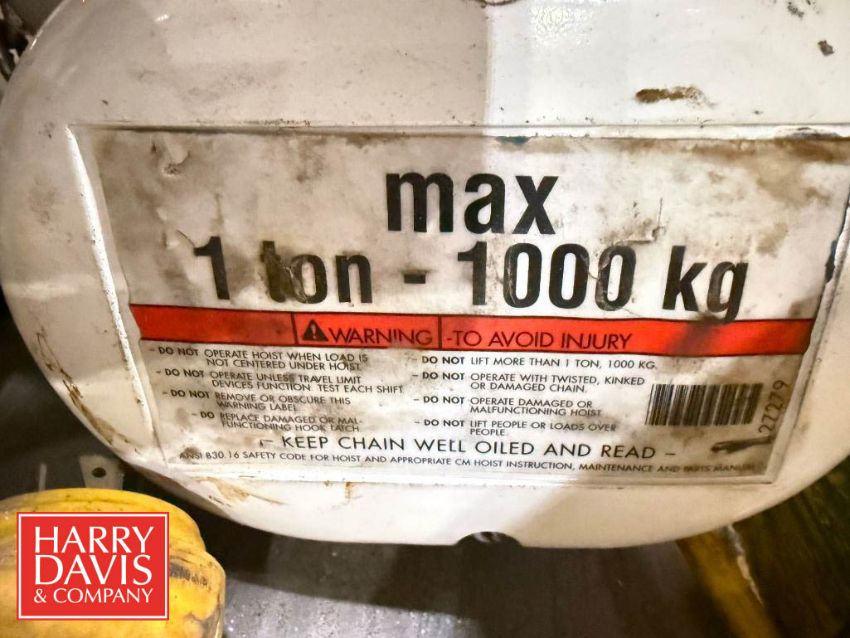 max
1 ton - 1000 kg
WARNING - TO AVOID INJURY
- DO NOT OPERATE HOIST WHEN LOAD IS
NOT CENTERED UNDER HOIST.
- DO NOT OPERATE UNLESS TRAVEL LIMIT
DEVICES FUNCTION. TEST EACH SHIFT.
- DO NOT REMOVE OR OBSCURE THIS
WARNING LABEL.
- DO REPLACE DAMAGED OR MAL-
FUNCTIONING HOOK LATCH.
- DO NOT LIFT MORE THAN 1 TON, 1000 KG.
- DO NOT OPERATE WITH TWISTED, KINKED
OR DAMAGED CHAIN.
- DO NOT OPERATE DAMAGED OR
MALFUNCTIONING HOIST
- DO NOT LIFT PEOPLE OR LOADS OVER
PEOPLE.
27279
- KEEP CHAIN WELL OILED AND READ -
ANSI B30.16 SAFETY CODE FOR HOIST AND APPROPRIATE CM HOIST INSTRUCTION, MAINTENANCE AND PARTS MANUAL
HARRY
DAVIS
& COMPANY